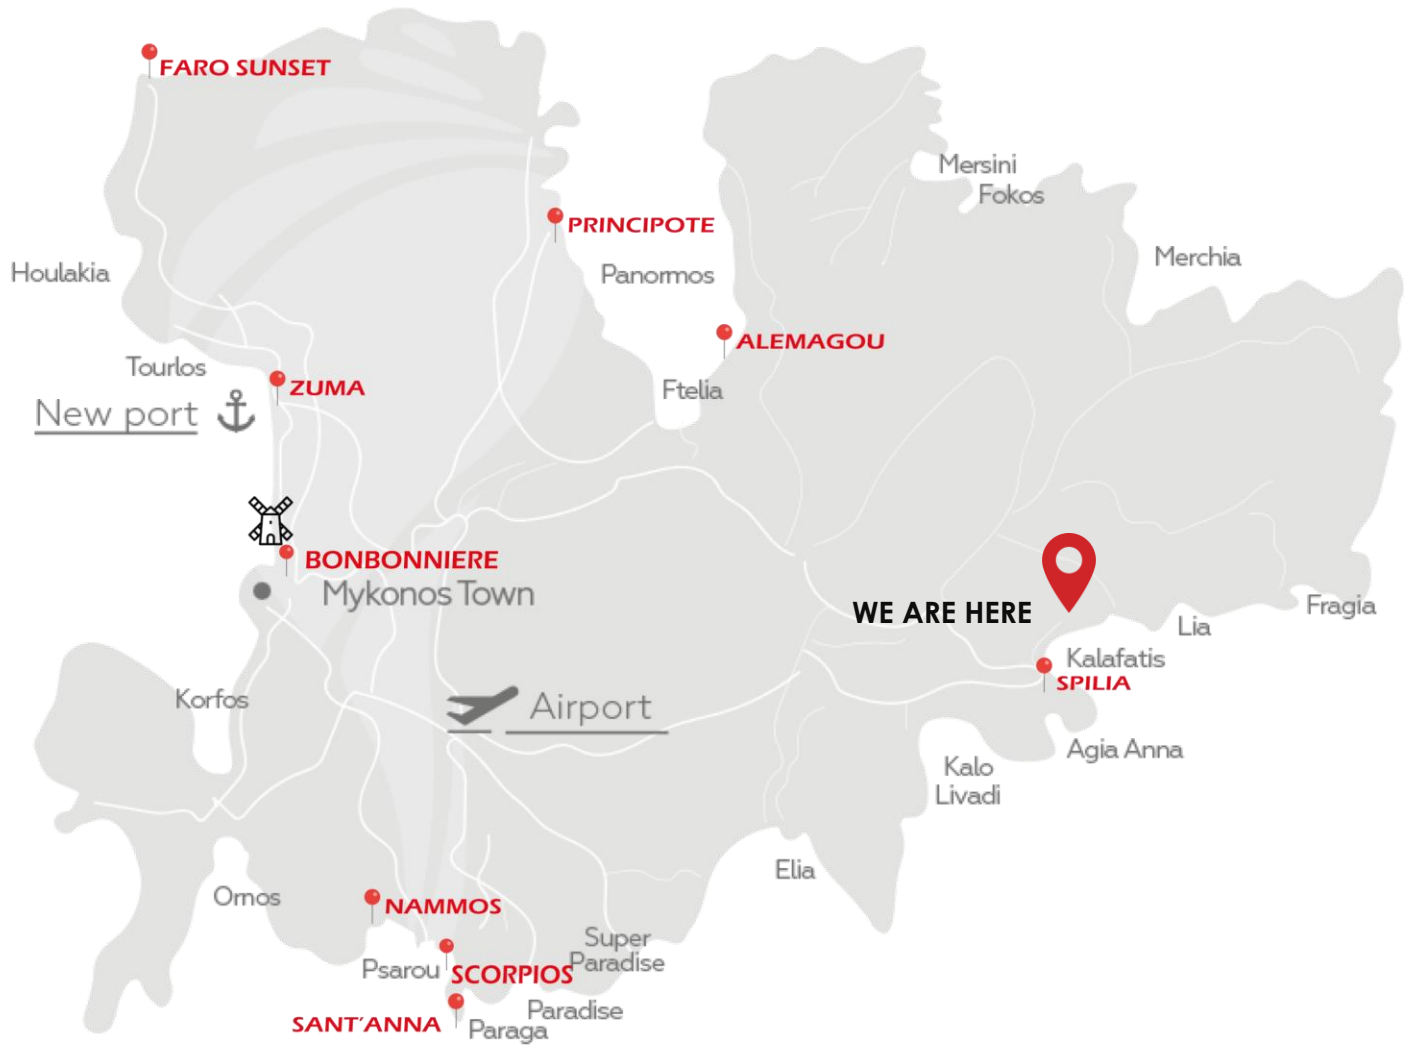 FARO SUNSET
Mersini
Fokos
PRINCIPOTE
Merchia
Houlakia
Panormos
ALEMAGOU
Tourlos
ZUMA
Ftelia
New port
BONBONNIERE
Mykonos Town
WE ARE HERE
Fragia
Lia
Kalafatis
SPILIA
Korfos
Airport
Agia Anna
Kalo
Livadi
Elia
Ornos
NAMMOS
Super
Paradise
Psarou
SCORPIOS
Paradise
SANT'ANNA
Paraga